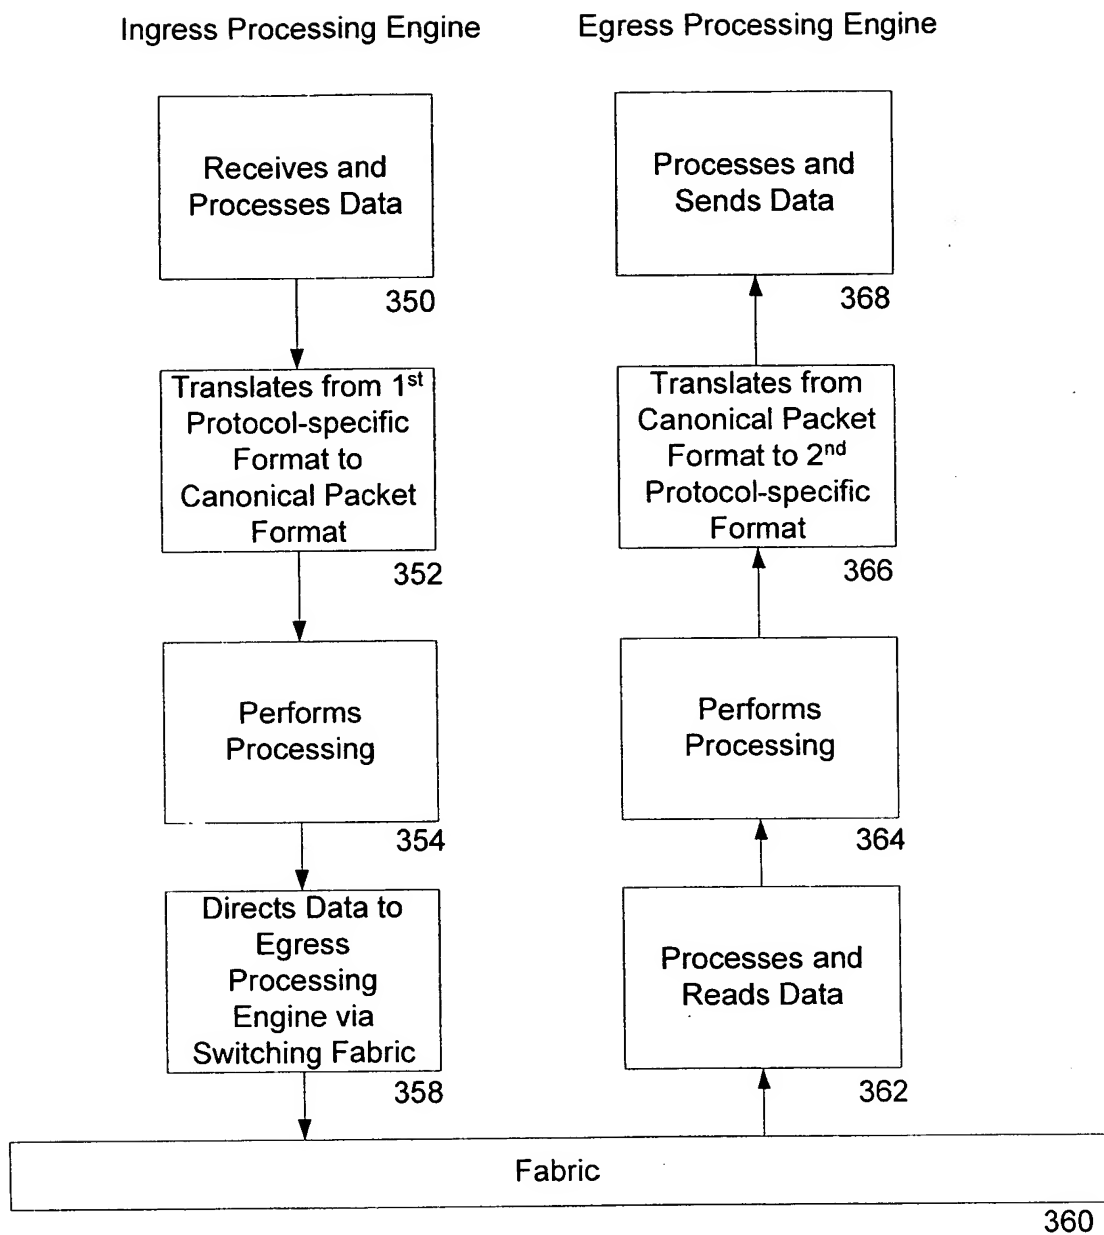 Ingress Processing Engine
Egress Processing Engine
Receives and
Processes Data
350
Translates from 1st
Protocol-specific
Format to
Canonical Packet
Format
352
Performs
Processing
354
Directs Data to
Egress
Processing
Engine via
Switching Fabric
358
Processes and
Sends Data
368
Translates from
Canonical Packet
Format to 2nd
Protocol-specific
Format
366
Performs
Processing
364
Processes and
Reads Data
362
Fabric
360